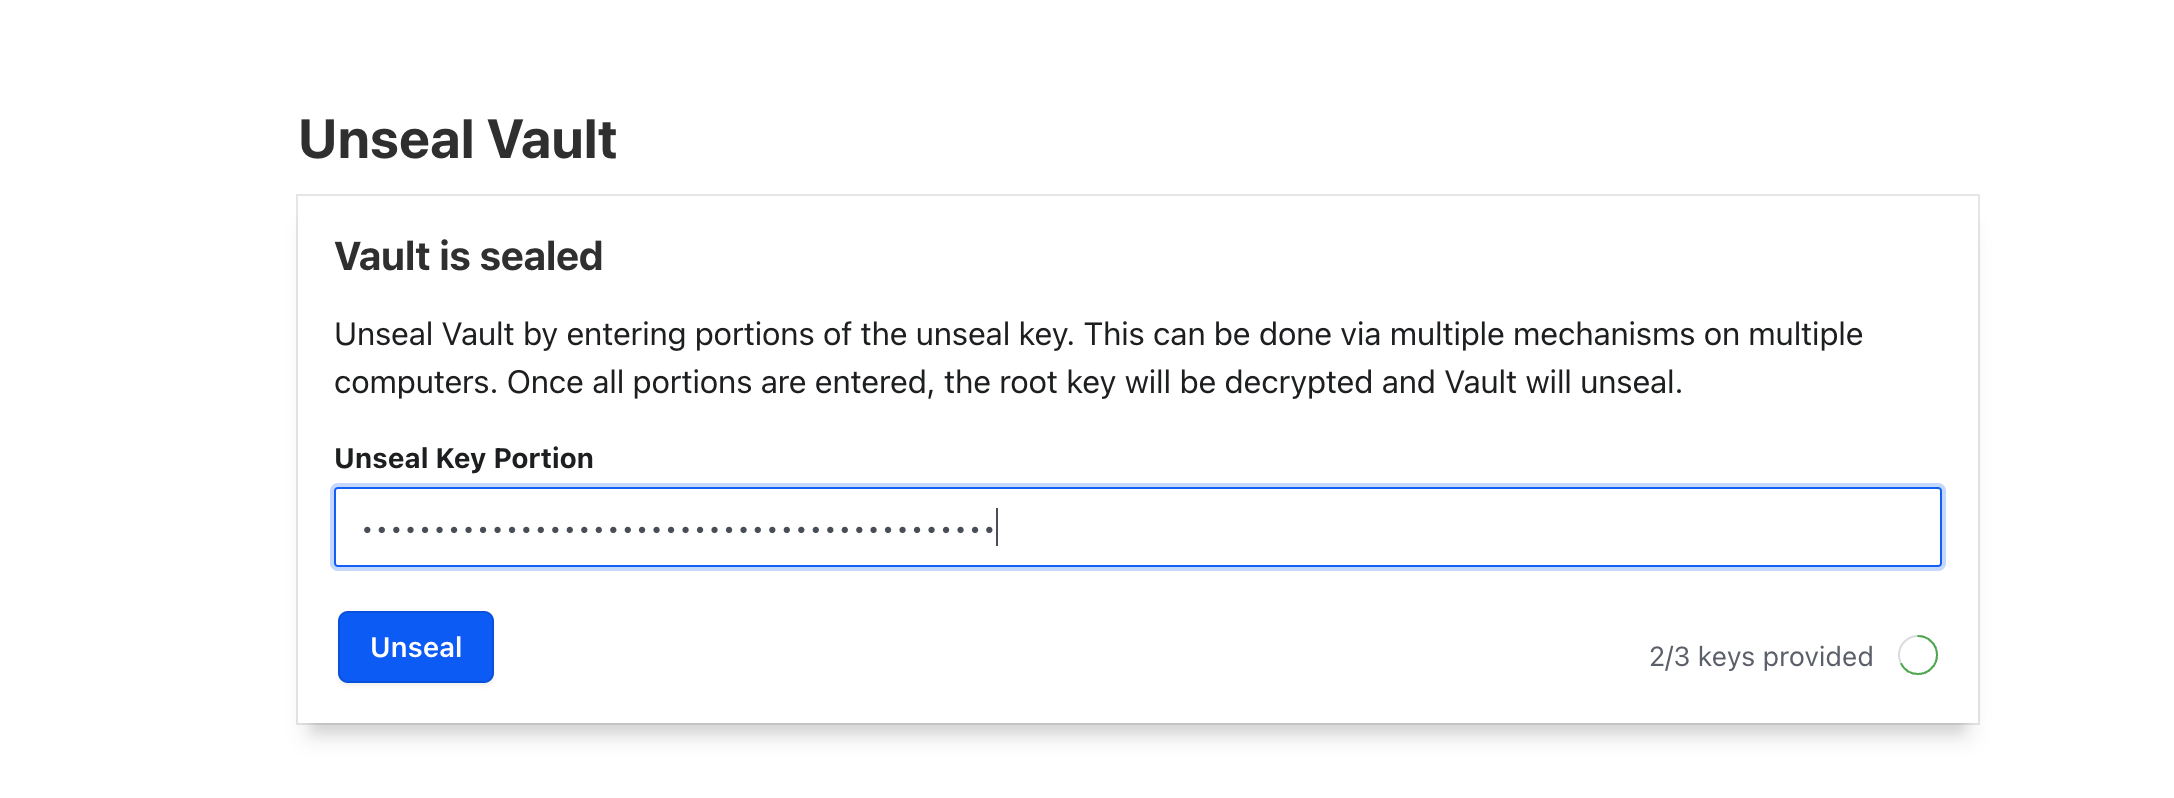 Unseal Vault
Vault is sealed
Unseal Vault by entering portions of the unseal key. This can be done via multiple mechanisms on multiple
computers. Once all portions are entered, the root key will be decrypted and Vault will unseal.
Unseal Key Portion
••••••••••••••••••••••••••••••••••••••••••••
Unseal
2/3 keys provided